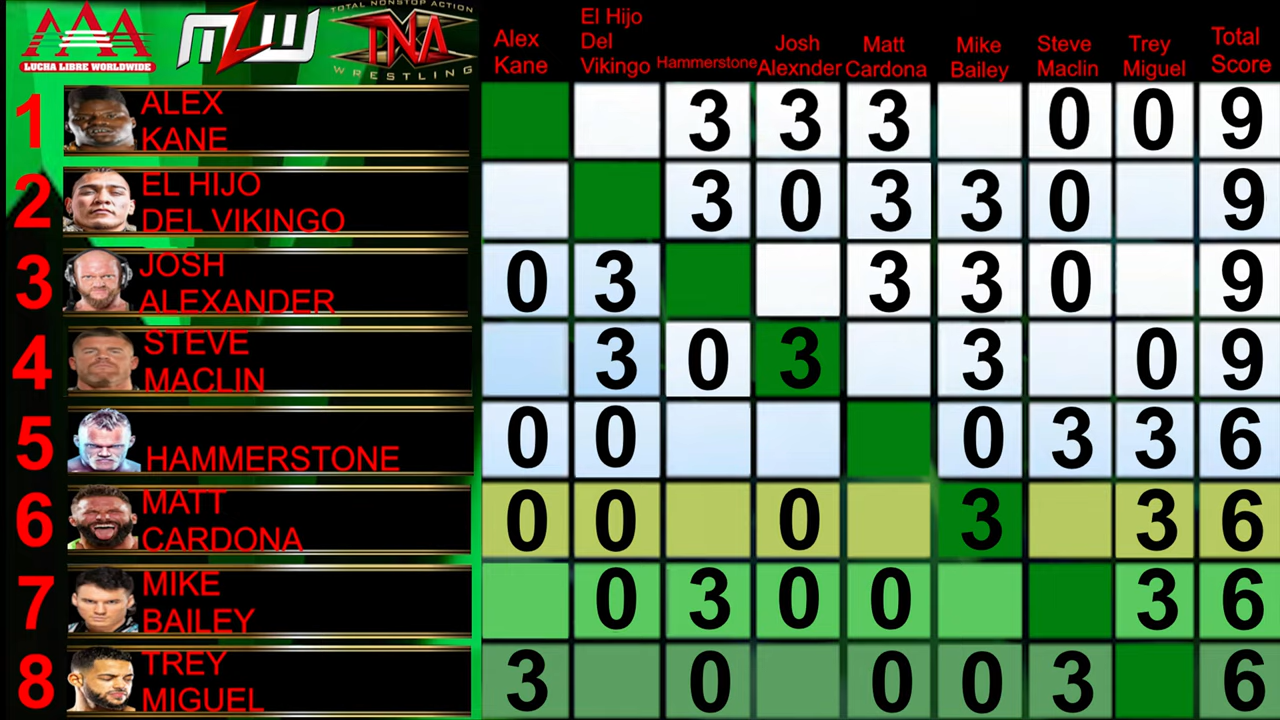 AAA
LUCHA LIBRE WORLDWIDE
MLW
TOTAL NONSTOP ACTION
TNA
WRESTLING
Alex
Kane
El Hijo
Del
Vikingo
Hammerstone
Josh
Alexnder
Matt
Cardona
Mike
Bailey
Steve
Maclin
Trey
Miguel
Total
Score
1 ALEX
KANE
3 3 3 0 0 9
2 EL HIJO
DEL VIKINGO
3 0 3 3 0 9
3 JOSH
ALEXANDER
0 3 3 3 0 9
4 STEVE
MACLIN
3 0 3 3 0 9
5 HAMMERSTONE
0 0 0 3 3 6
6 MATT
CARDONA
0 0 0 3 3 6
7 MIKE
BAILEY
0 3 0 0 3 6
8 TREY
MIGUEL
3 0 0 0 3 6